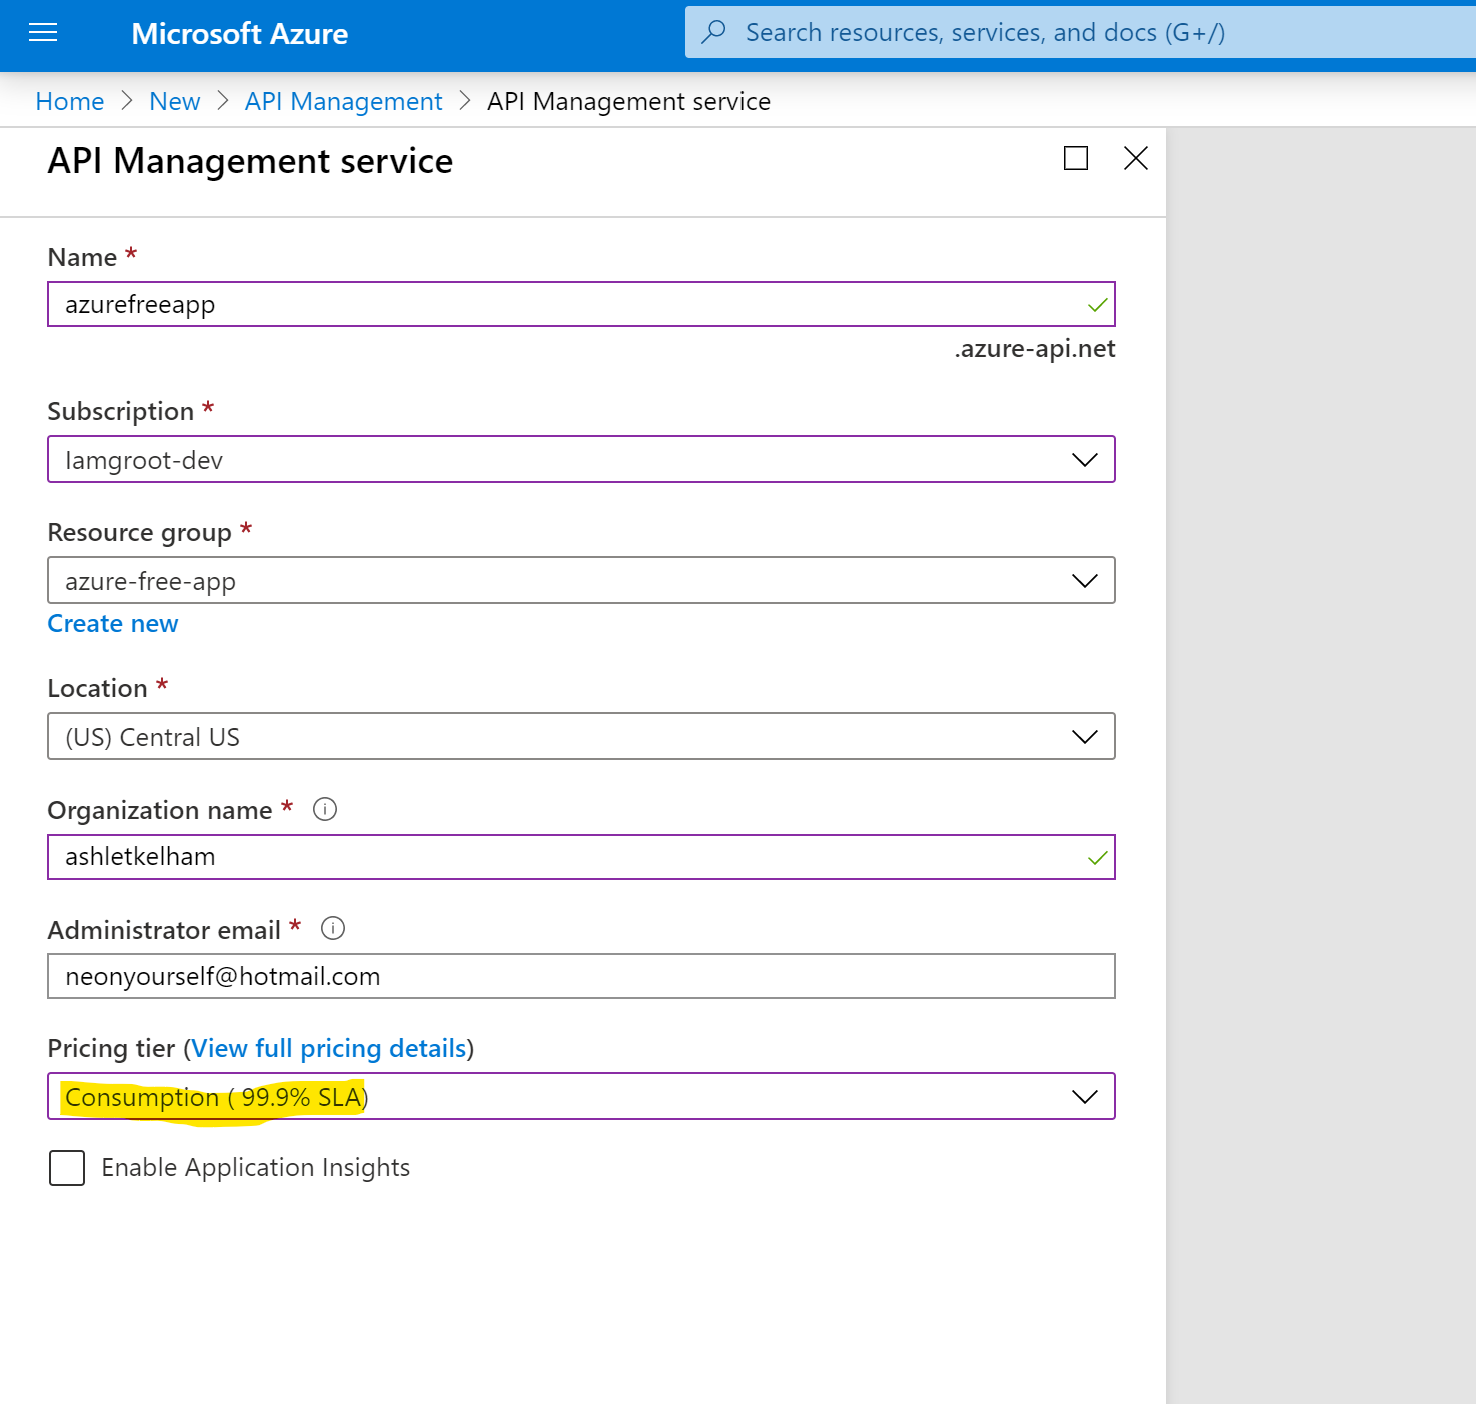 Microsoft Azure
Search resources, services, and docs (G+/)
Home > New > API Management > API Management service
API Management service
Name *
azurefreeapp
.azure-api.net
Subscription *
Iamgroot-dev
Resource group *
azure-free-app
Create new
Location *
(US) Central US
Organization name *
ashletkelham
Administrator email *
neonyourself@hotmail.com
Pricing tier (View full pricing details)
Consumption ( 99.9% SLA)
Enable Application Insights